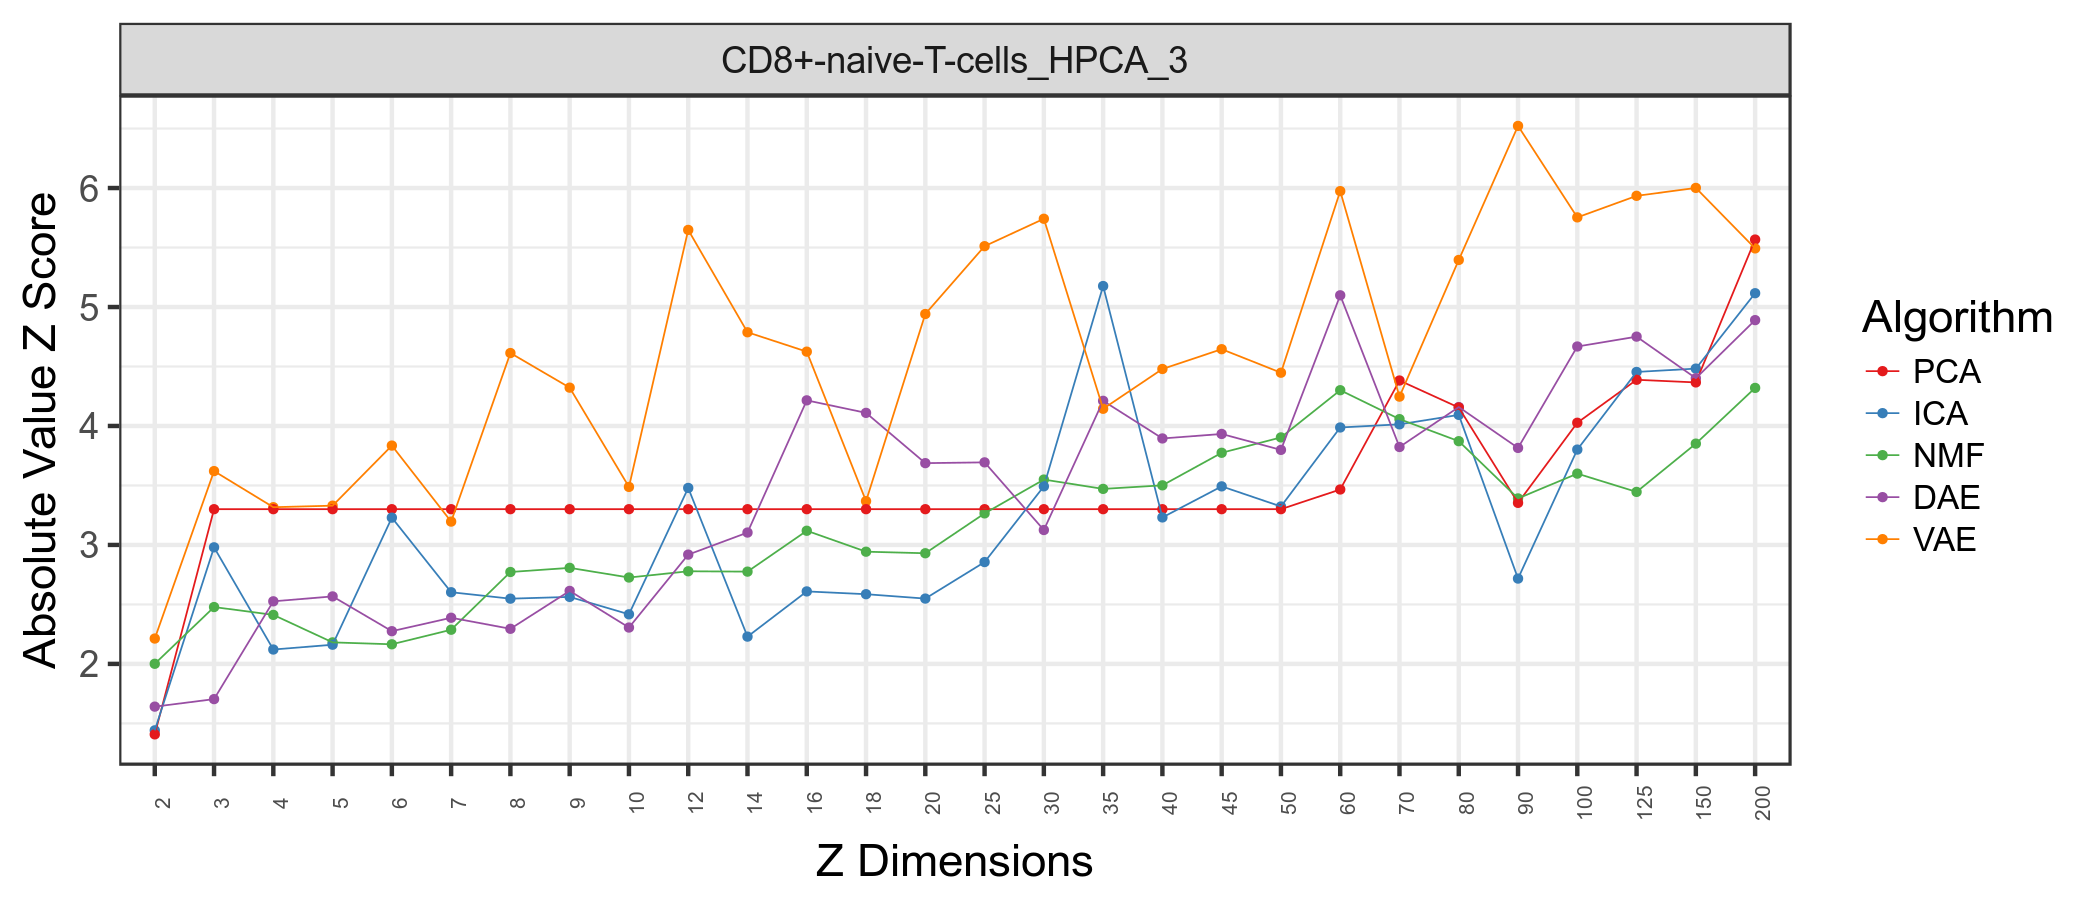 CD8+-naive-T-cells_HPCA_3
Absolute Value Z Score
6
5
4
3
2
2 3 4 5 6 7 8 9 10 12 14 16 18 20 25 30 35 40 45 50 60 70 80 90 100 125 150 200
Z Dimensions
Algorithm
PCA
ICA
NMF
DAE
VAE